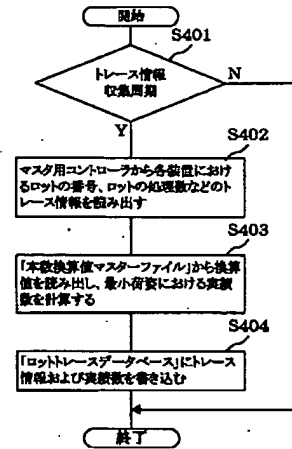 開始
S401
トレース情報
収集周期
N
Y
S402
マスタ用コントローラから各装置にお
けるロットの番号、ロットの処理数などのト
レース情報を読み出す
S403
「本数換算値マスターファイル」から換算
値を読み出し、最小荷姿における実績
数を計算する
S404
「ロットトレースデータベース」にトレース
情報および実績数を書き込む
終了